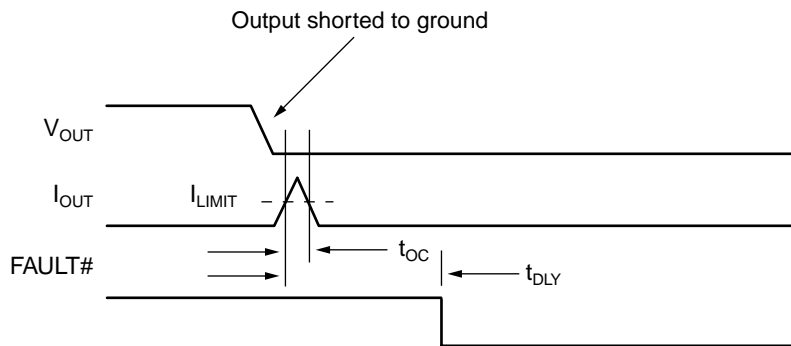 Output shorted to ground
VOUT
IOUT
ILIMIT
tOC
FAULT#
tDLY